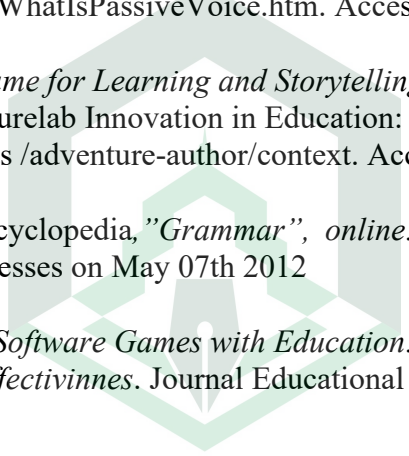 WhatIsPassiveVoice.htm. Acces
me for Learning and Storytelling
urelab Innovation in Education:
s /adventure-author/context. Acc
cyclopedia,”Grammar”, online.
esses on May 07th 2012
Software Games with Education.
fectivinnes. Journal Educational